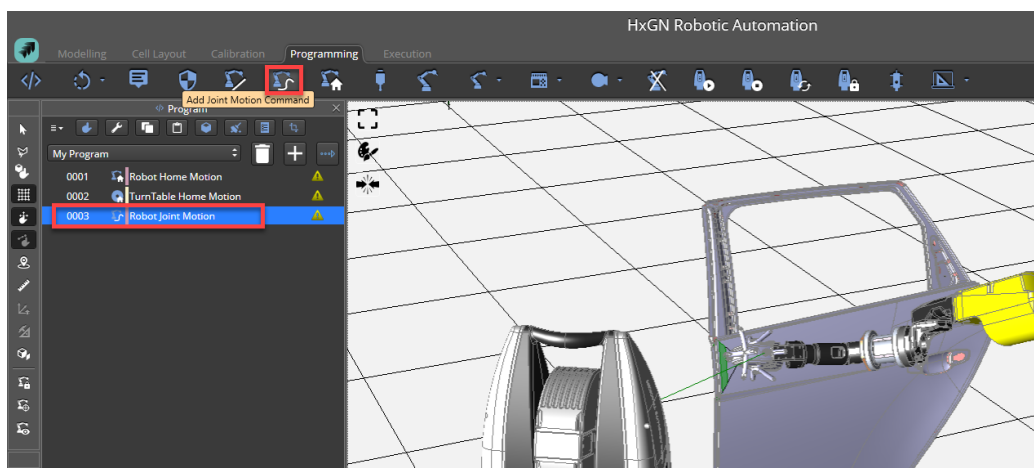 HxGN Robotic Automation
Modelling Cell Layout Calibration Programming Execution
Add Joint Motion Command
Program
My Program
0001 Robot Home Motion
0002 TurnTable Home Motion
0003 Robot Joint Motion